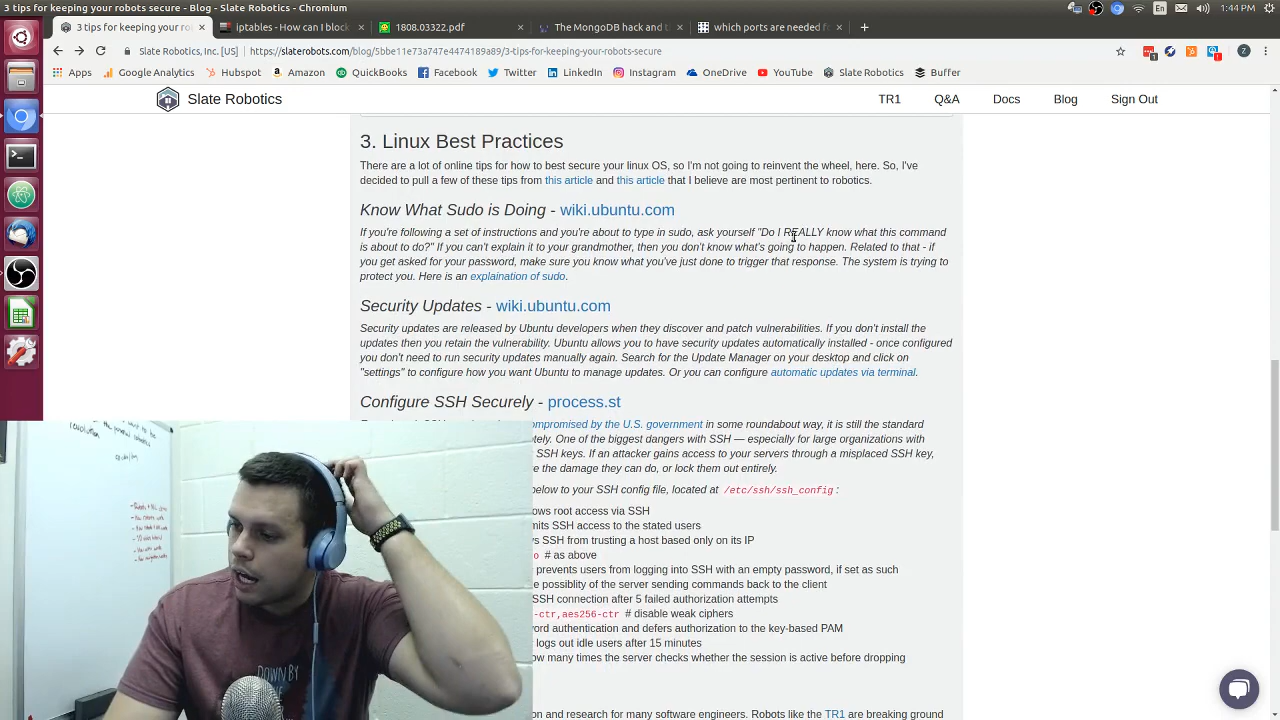 3 tips for keeping your robots secure - Blog - Slate Robotics - Chromium
1:44 PM
3 tips for keeping your rob
iptables - How can I block
1808.03322.pdf
The MongoDB hack and t
which ports are needed f
Slate Robotics, Inc. [US]
https://slaterobots.com/blog/5bbe11e73a747e4474189a89/3-tips-for-keeping-your-robots-secure
Apps
Google Analytics
Hubspot
Amazon
QuickBooks
Facebook
Twitter
LinkedIn
Instagram
OneDrive
YouTube
Slate Robotics
Buffer
Slate Robotics
TR1
Q&A
Docs
Blog
Sign Out
3. Linux Best Practices
There are a lot of online tips for how to best secure your linux OS, so I'm not going to reinvent the wheel, here. So, I've
decided to pull a few of these tips from this article and this article that I believe are most pertinent to robotics.
Know What Sudo is Doing - wiki.ubuntu.com
If you're following a set of instructions and you're about to type in sudo, ask yourself "Do I REALLY know what this command
is about to do?" If you can't explain it to your grandmother, then you don't know what's going to happen. Related to that - if
you get asked for your password, make sure you know what you've just done to trigger that response. The system is trying to
protect you. Here is an explaination of sudo.
Security Updates - wiki.ubuntu.com
Security updates are released by Ubuntu developers when they discover and patch vulnerabilities. If you don't install the
updates then you retain the vulnerability. Ubuntu allows you to have security updates automatically installed - once configured
you don't need to run security updates manually again. Search for the Update Manager on your desktop and click on
"settings" to configure how you want Ubuntu to manage updates. Or you can configure automatic updates via terminal.
Configure SSH Securely - process.st
compromised by the U.S. government in some roundabout way, it is still the standard
One of the biggest dangers with SSH — especially for large organizations with
SSH keys. If an attacker gains access to your servers through a misplaced SSH key,
the damage they can do, or lock them out entirely.
below to your SSH config file, located at /etc/ssh/ssh_config :
root access via SSH
SSH access to the stated users
SSH from trusting a host based only on its IP
# as above
prevents users from logging into SSH with an empty password, if set as such
possiblity of the server sending commands back to the client
SSH connection after 5 failed authorization attempts
-ctr,aes256-ctr # disable weak ciphers
authentication and defers authorization to the key-based PAM
logs out idle users after 15 minutes
many times the server checks whether the session is active before dropping
and research for many software engineers. Robots like the TR1 are breaking ground
DOWN BY